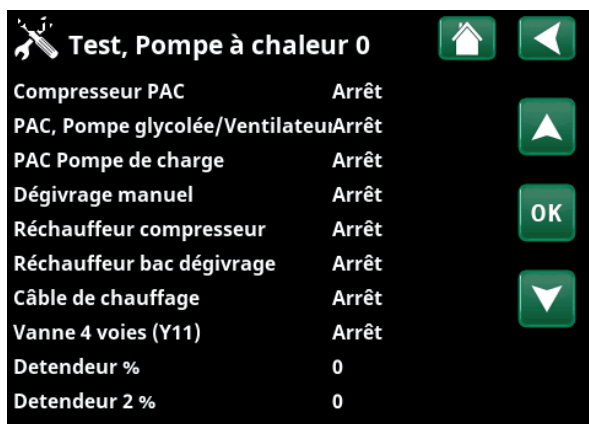 Test, Pompe à chaleur 0
Compresseur PAC Arrêt
PAC, Pompe glycolée/Ventilateur Arrêt
PAC Pompe de charge Arrêt
Dégivrage manuel Arrêt
OK
Réchauffeur compresseur Arrêt
Réchauffeur bac dégivrage Arrêt
Câble de chauffage Arrêt
Vanne 4 voies (Y11) Arrêt
Detendeur % 0
Detendeur 2 % 0